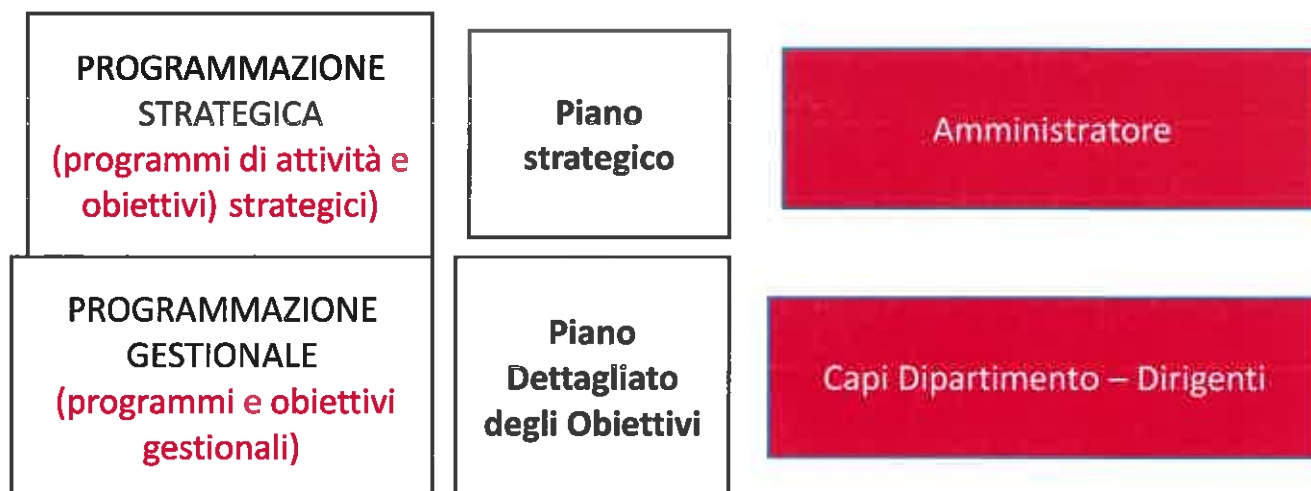 PROGRAMMAZIONE
STRATEGICA
(programmi di attività e
obiettivi) strategici)
Piano
strategico
Amministratore
PROGRAMMAZIONE
GESTIONALE
(programmi e obiettivi
gestionali)
Piano
Dettagliato
degli Obiettivi
Capi Dipartimento – Dirigenti